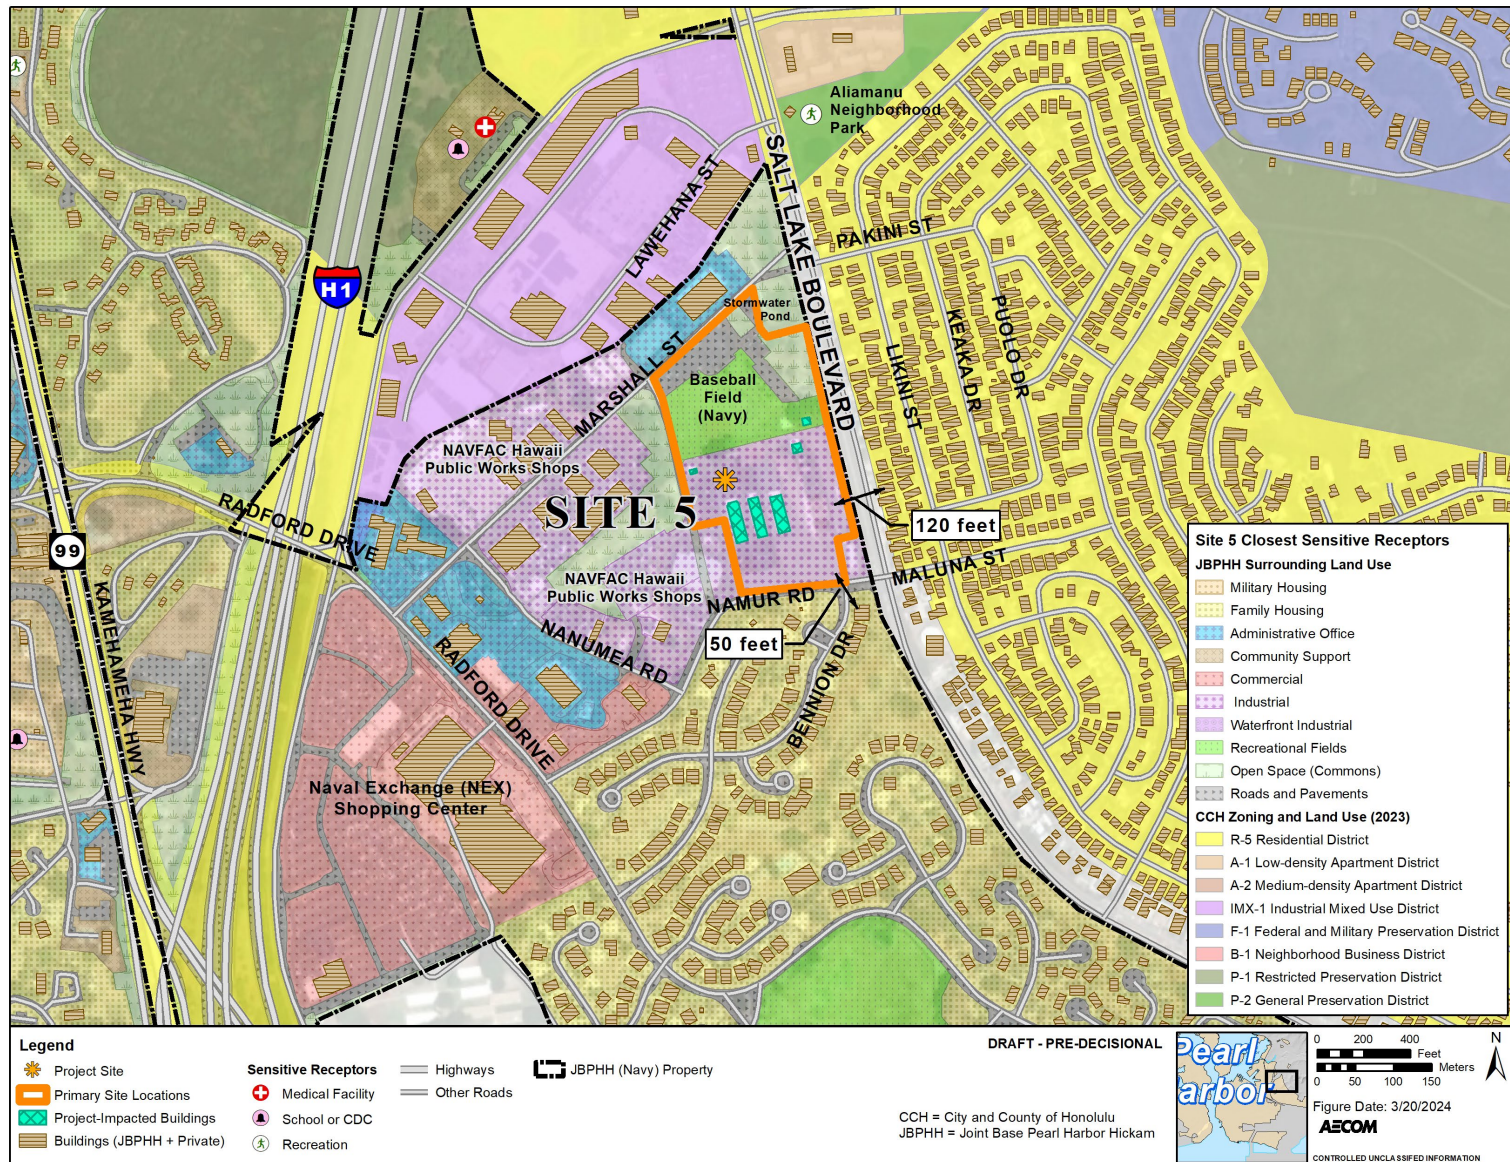 Aliamanu
Neighborhood
Park
SALT LAKE BOULEVARD
LAWEHANA ST
PAKINI ST
H1
Stormwater
Pond
PUOLO DR
KEAKA DR
LIKINI ST
MARSHALL ST
Baseball
Field
(Navy)
NAVFAC Hawaii
Public Works Shops
SITE 5
RADFORD DRIVE
99
120 feet
MALUNA ST
NAVFAC Hawaii
Public Works Shops
NAMUR RD
50 feet
NANUMEA RD
KAMEHAMEHA HWY
RADFORD DRIVE
BENNION DR
Naval Exchange (NEX)
Shopping Center
Site 5 Closest Sensitive Receptors
JBPHH Surrounding Land Use
Military Housing
Family Housing
Administrative Office
Community Support
Commercial
Industrial
Waterfront Industrial
Recreational Fields
Open Space (Commons)
Roads and Pavements
CCH Zoning and Land Use (2023)
R-5 Residential District
A-1 Low-density Apartment District
A-2 Medium-density Apartment District
IMX-1 Industrial Mixed Use District
F-1 Federal and Military Preservation District
B-1 Neighborhood Business District
P-1 Restricted Preservation District
P-2 General Preservation District
Legend
Project Site
Primary Site Locations
Project-Impacted Buildings
Buildings (JBPHH + Private)
Sensitive Receptors
Medical Facility
School or CDC
Recreation
Highways
Other Roads
JBPHH (Navy) Property
DRAFT - PRE-DECISIONAL
CCH = City and County of Honolulu
JBPHH = Joint Base Pearl Harbor Hickam
Pearl
arbor
0 200 400
Feet
Meters
0 50 100 150
N
Figure Date: 3/20/2024
AECOM
CONTROLLED UNCLASSIFED INFORMATION